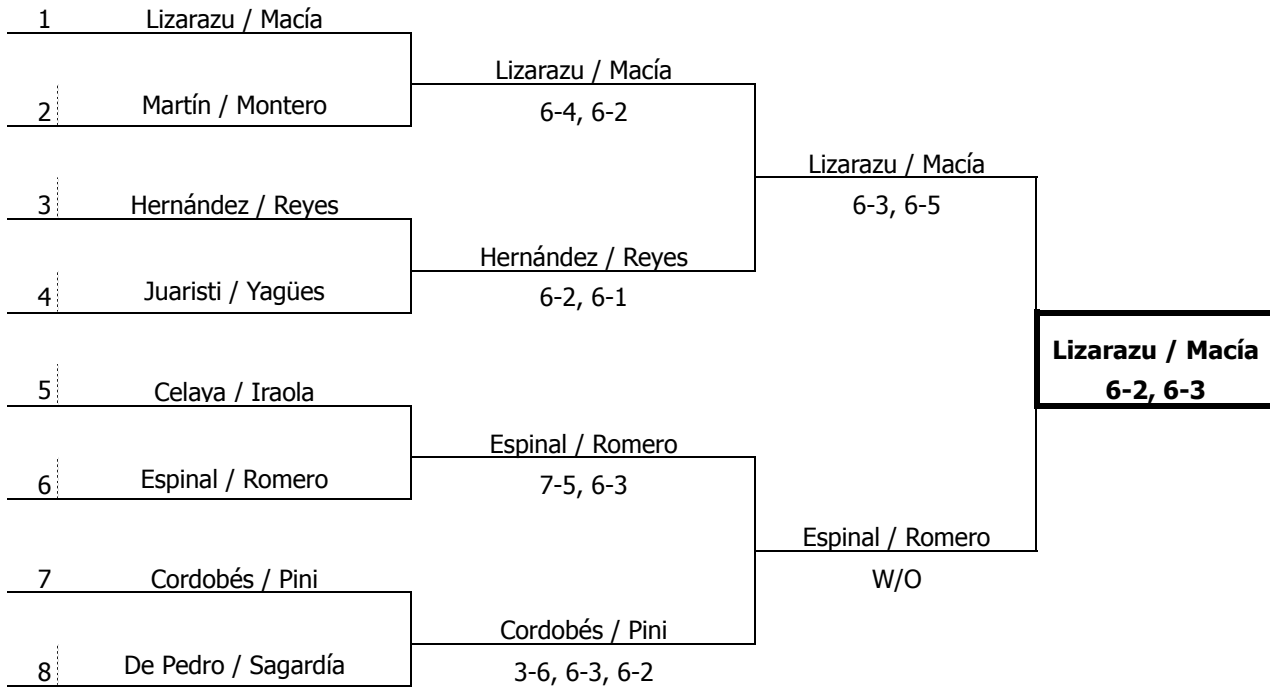 1 Lizarazu / Macía
Lizarazu / Macía
2 Martín / Montero
6-4, 6-2
Lizarazu / Macía
3 Hernández / Reyes
6-3, 6-5
Hernández / Reyes
4 Juaristi / Yagües
6-2, 6-1
Lizarazu / Macía
5 Celaya / Iraola
6-2, 6-3
Espinal / Romero
6 Espinal / Romero
7-5, 6-3
Espinal / Romero
7 Cordobés / Pini
W/O
Cordobés / Pini
8 De Pedro / Sagardía
3-6, 6-3, 6-2